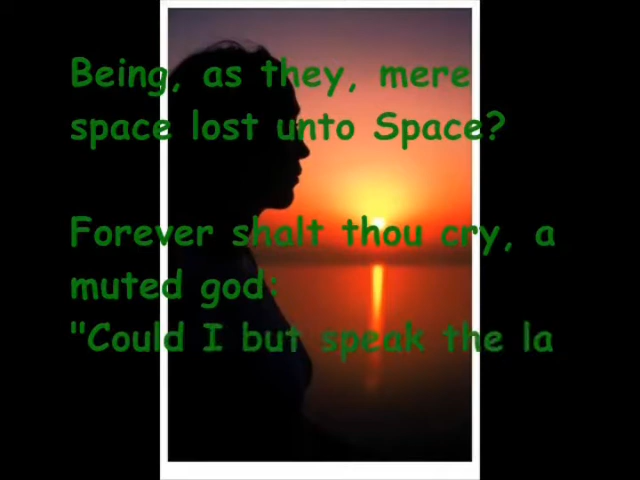 Being, as they, mere
space lost unto Space?
Forever shalt thou cry, a
muted god:
"Could I but speak the la